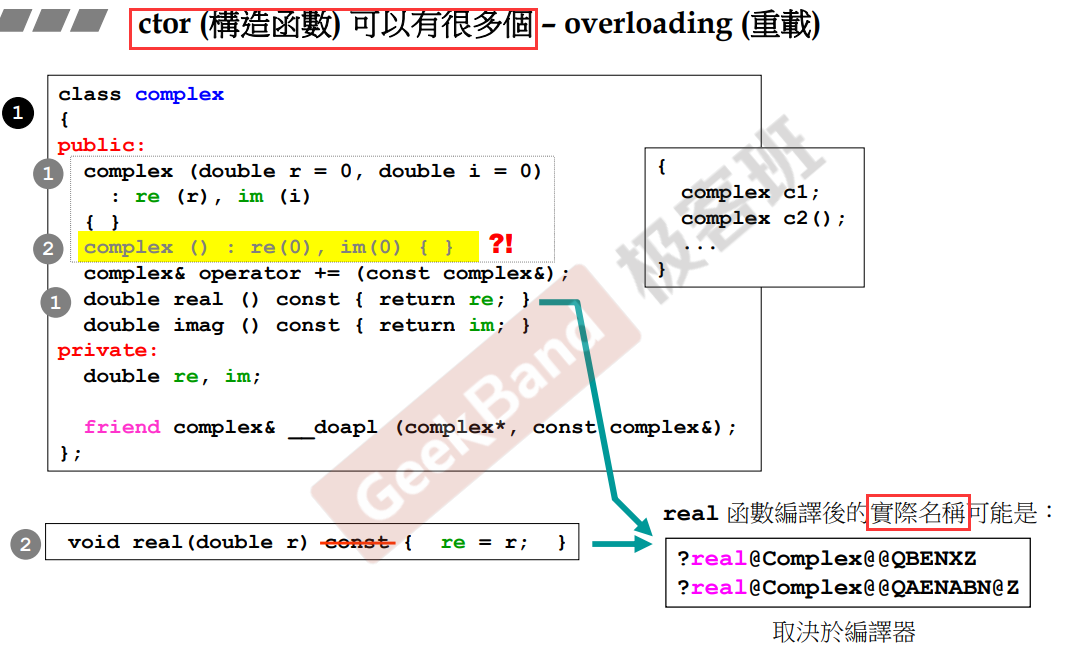 ctor (構造函數) 可以有很多個 – overloading (重載)
1
class complex
{
public:
1
complex (double r = 0, double i = 0)
: re (r), im (i)
{ }
2
complex () : re(0), im(0) { }
?!
complex& operator += (const complex&);
1
double real () const { return re; }
double imag () const { return im; }
private:
double re, im;
friend complex& __doapl (complex*, const complex&);
};
{
complex c1;
complex c2();
...
}
2
void real(double r) const { re = r; }
real 函數編譯後的實際名稱可能是：
?real@Complex@@QBENXZ
?real@Complex@@QAENABN@Z
取決於編譯器
GeekBand
极客班